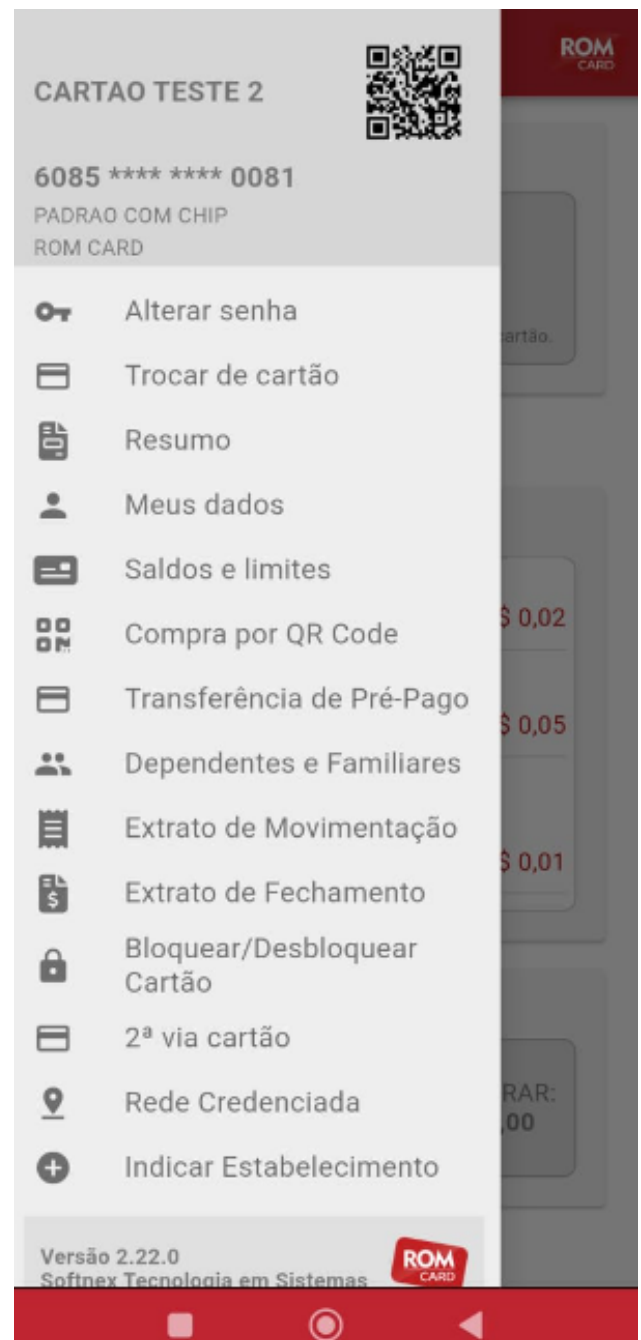 ROM
CARD
CARTAO TESTE 2
6085 **** **** 0081
PADRAO COM CHIP
ROM CARD
Alterar senha
cartão.
Trocar de cartão
Resumo
Meus dados
Saldos e limites
$ 0,02
Compra por QR Code
Transferência de Pré-Pago
$ 0,05
Dependentes e Familiares
Extrato de Movimentação
$ 0,01
Extrato de Fechamento
Bloquear/Desbloquear
Cartão
2ª via cartão
RAR:
,00
Rede Credenciada
Indicar Estabelecimento
Versão 2.22.0
Softnex Tecnologia em Sistemas
ROM
CARD